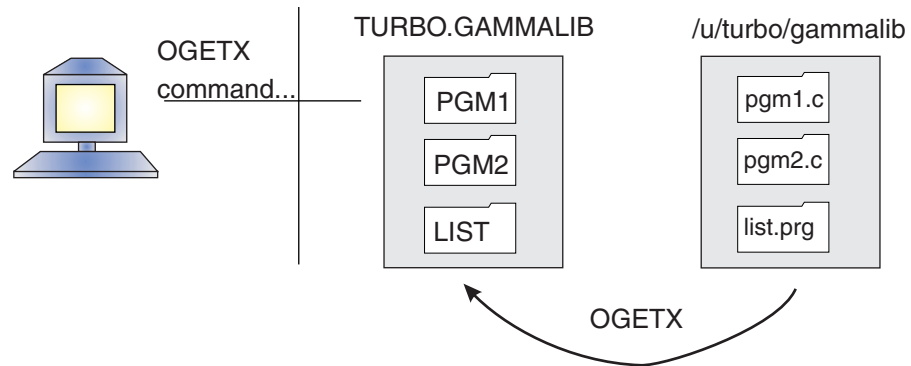 OGETX
command...
TURBO.GAMMALIB
PGM1
PGM2
LIST
/u/turbo/gammalib
pgm1.c
pgm2.c
list.prg
OGETX